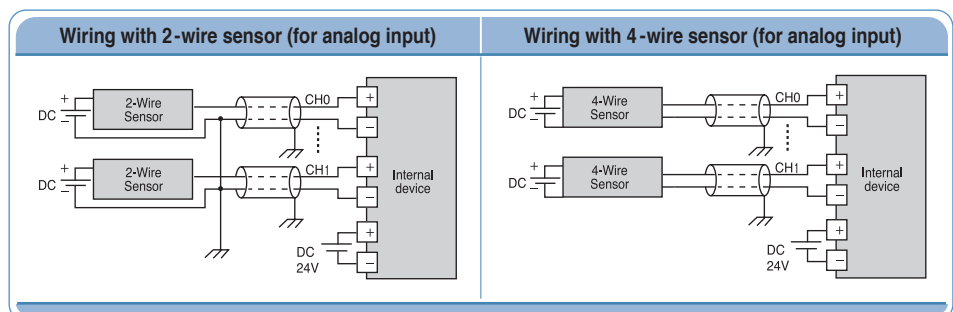 Wiring with 2-wire sensor (for analog input)
+
DC
−
2-Wire
Sensor
CH0
+
−
+
DC
−
2-Wire
Sensor
CH1
+
−
Internal
device
DC
24V
+
−
Wiring with 4-wire sensor (for analog input)
+
DC
−
4-Wire
Sensor
CH0
+
−
+
DC
−
4-Wire
Sensor
CH1
+
−
Internal
device
DC
24V
+
−